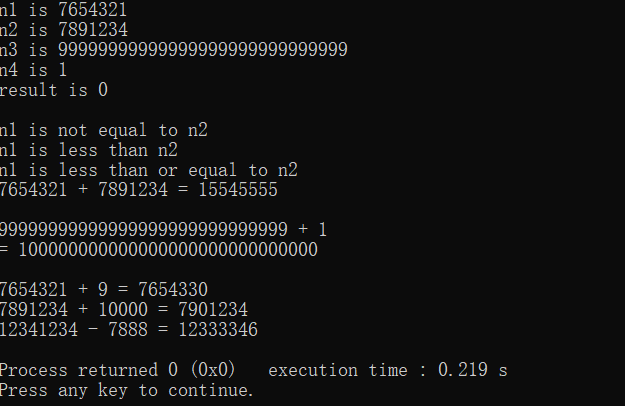 n1 is 7654321
n2 is 7891234
n3 is 99999999999999999999999999999
n4 is 1
result is 0
n1 is not equal to n2
n1 is less than n2
n1 is less than or equal to n2
7654321 + 7891234 = 15545555
99999999999999999999999999999 + 1
= 100000000000000000000000000000
7654321 + 9 = 7654330
7891234 + 10000 = 7901234
12341234 - 7888 = 12333346
Process returned 0 (0x0)   execution time : 0.219 s
Press any key to continue.